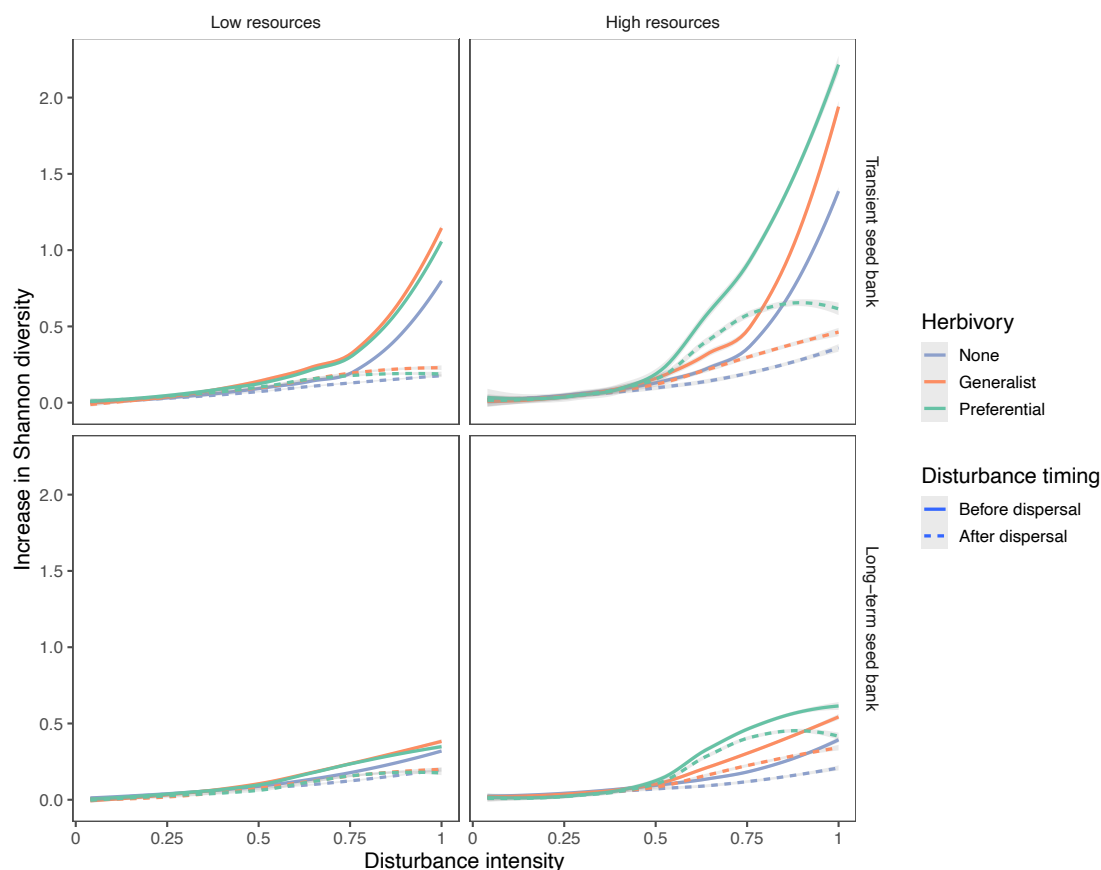 Low resources
High resources
Increase in Shannon diversity
2.0
1.5
1.0
0.5
0.0
Transient seed bank
2.0
1.5
1.0
0.5
0.0
Long-term seed bank
0 0.25 0.5 0.75 1
0 0.25 0.5 0.75 1
Disturbance intensity
Herbivory
None
Generalist
Preferential
Disturbance timing
Before dispersal
After dispersal